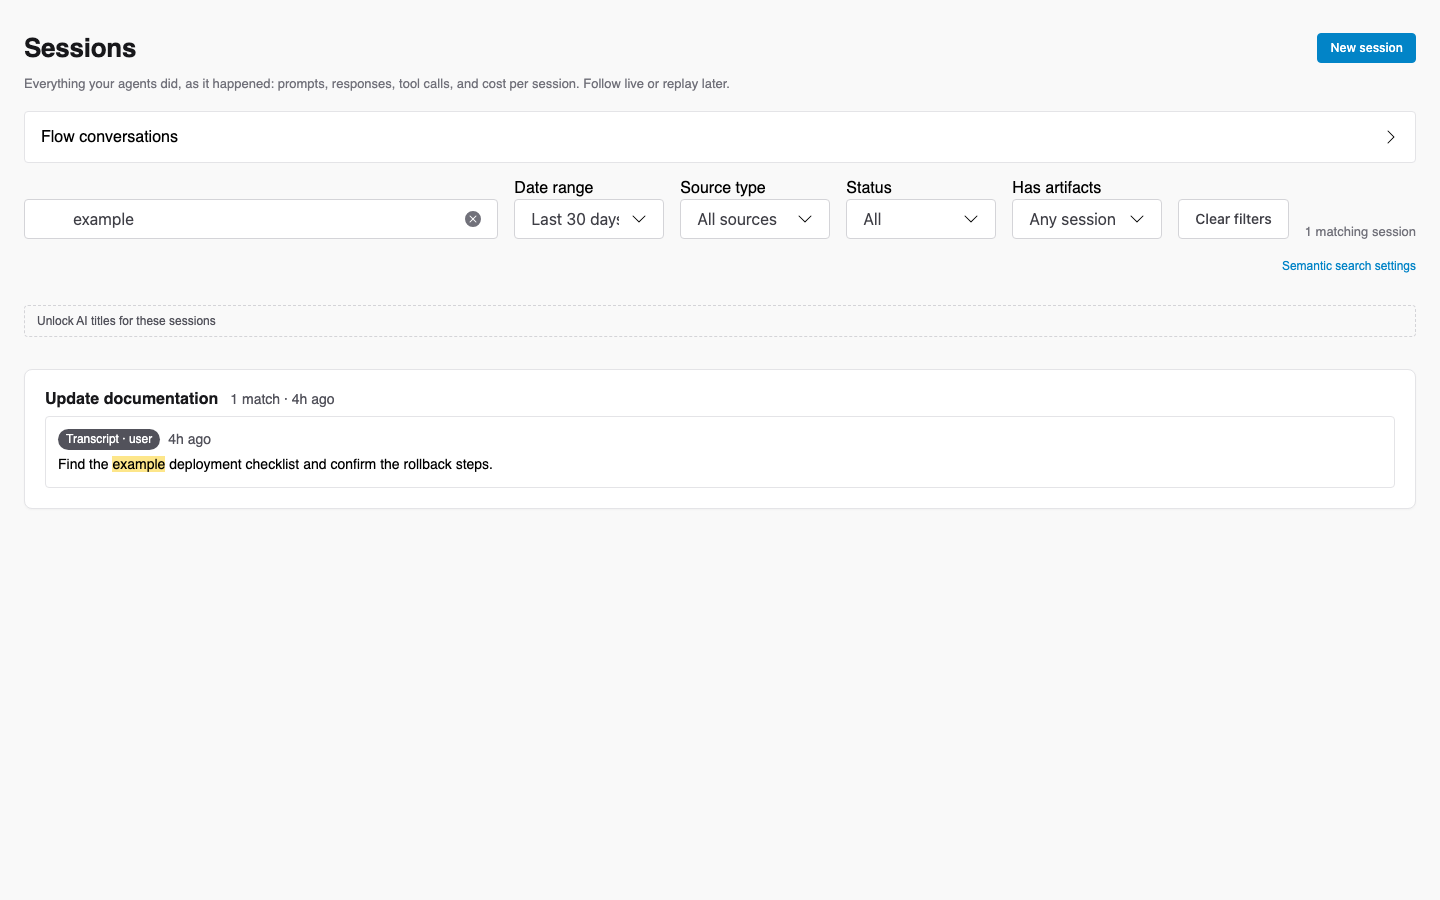 Sessions
New session
Everything your agents did, as it happened: prompts, responses, tool calls, and cost per session. Follow live or replay later.
Flow conversations
Date range
Source type
Status
Has artifacts
example
Last 30 days
All sources
All
Any session
Clear filters
1 matching session
Semantic search settings
Unlock AI titles for these sessions
Update documentation 1 match · 4h ago
Transcript · user 4h ago
Find the example deployment checklist and confirm the rollback steps.